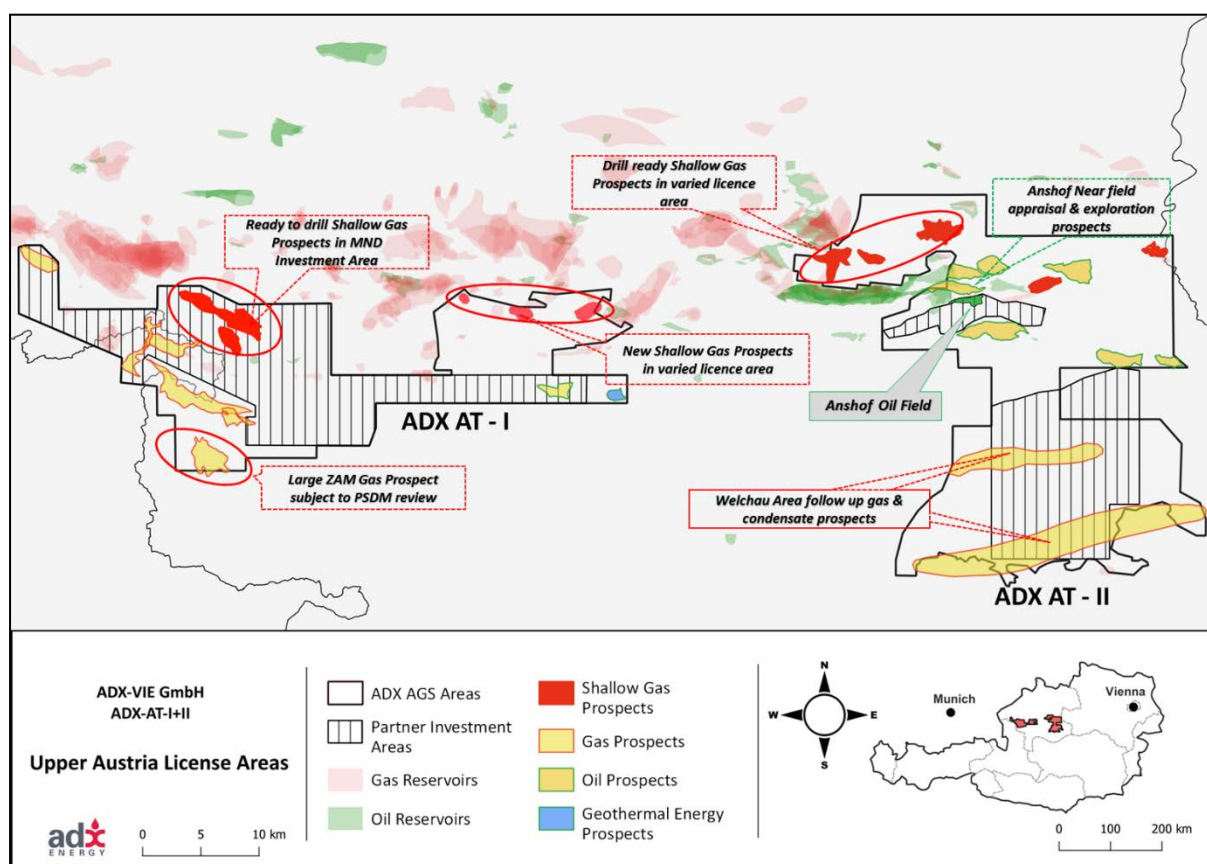 Drill ready Shallow Gas
Prospects in varied licence
area
Anshof Near field
appraisal & exploration
prospects
Ready to drill Shallow Gas
Prospects in MND
Investment Area
New Shallow Gas Prospects
in varied licence area
Anshof Oil Field
ADX AT - I
Large ZAM Gas Prospect
subject to PSDM review
Welchau Area follow up gas &
condensate prospects
ADX AT - II
ADX-VIE GmbH
ADX-AT-I+II
Upper Austria License Areas
adx
ENERGY
0 5 10 km
ADX AGS Areas
Partner Investment
Areas
Gas Reservoirs
Oil Reservoirs
Shallow Gas
Prospects
Gas Prospects
Oil Prospects
Geothermal Energy
Prospects
N
W E
S
Munich
Vienna
0 100 200 km